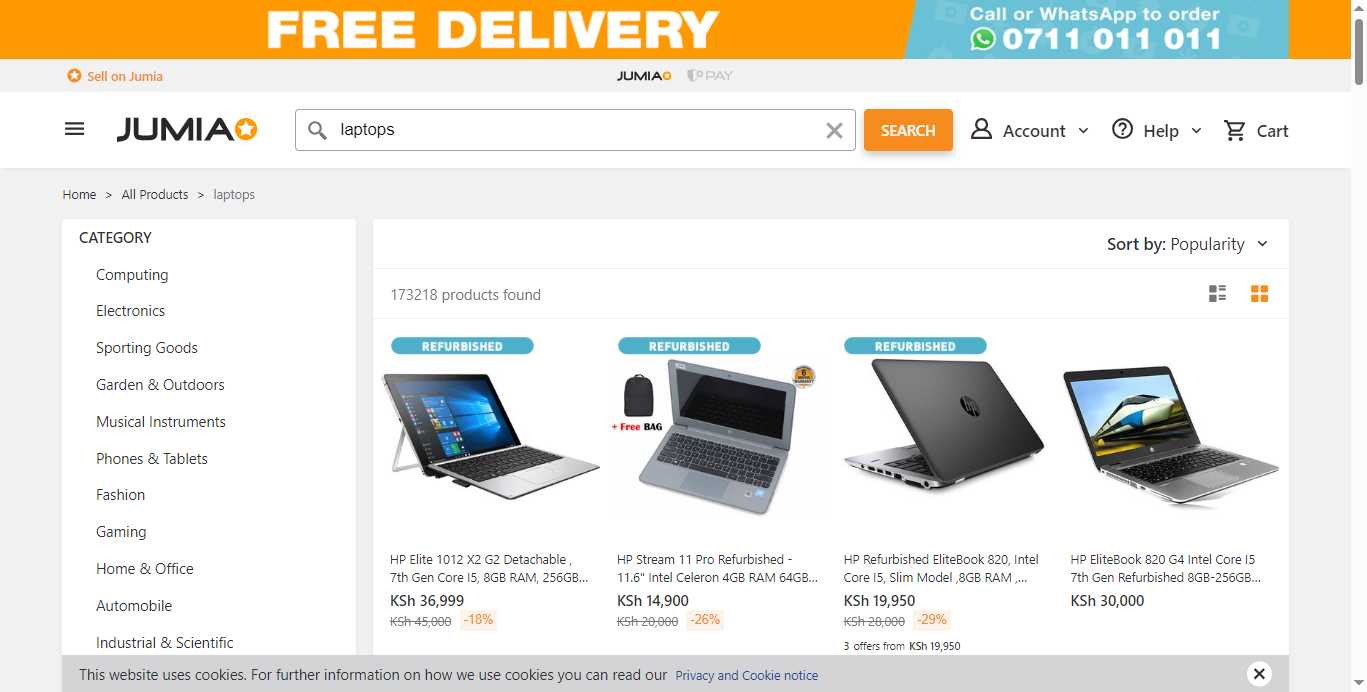 FREE DELIVERY
Call or WhatsApp to order
0711 011 011
Sell on Jumia
JUMIA
PAY
JUMIA
laptops
SEARCH
Account
Help
Cart
Home > All Products > laptops
CATEGORY
Computing
Electronics
Sporting Goods
Garden & Outdoors
Musical Instruments
Phones & Tablets
Fashion
Gaming
Home & Office
Automobile
Industrial & Scientific
Sort by: Popularity
173218 products found
REFURBISHED
HP Elite 1012 X2 G2 Detachable ,
7th Gen Core I5, 8GB RAM, 256GB...
KSh 36,999
KSh 45,000 -18%
REFURBISHED
+ Free BAG
HP Stream 11 Pro Refurbished -
11.6" Intel Celeron 4GB RAM 64GB...
KSh 14,900
KSh 20,000 -26%
REFURBISHED
HP Refurbished EliteBook 820, Intel
Core I5, Slim Model ,8GB RAM ,...
KSh 19,950
KSh 28,000 -29%
3 offers from KSh 19,950
HP EliteBook 820 G4 Intel Core I5
7th Gen Refurbished 8GB-256GB...
KSh 30,000
This website uses cookies. For further information on how we use cookies you can read our Privacy and Cookie notice